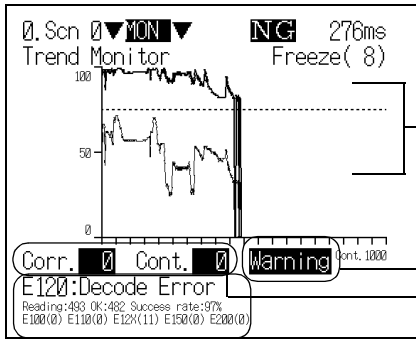 0.Scn 0▼MON ▼ NG 276ms
Trend Monitor Freeze( 8)
100
50
0
Cont. 1000
Corr. 0 Cont. 0 Warning
E120:Decode Error
Reading:493 OK:482 Success rate:97%
E100(0) E110(0) E12X(11) E150(0) E200(0)